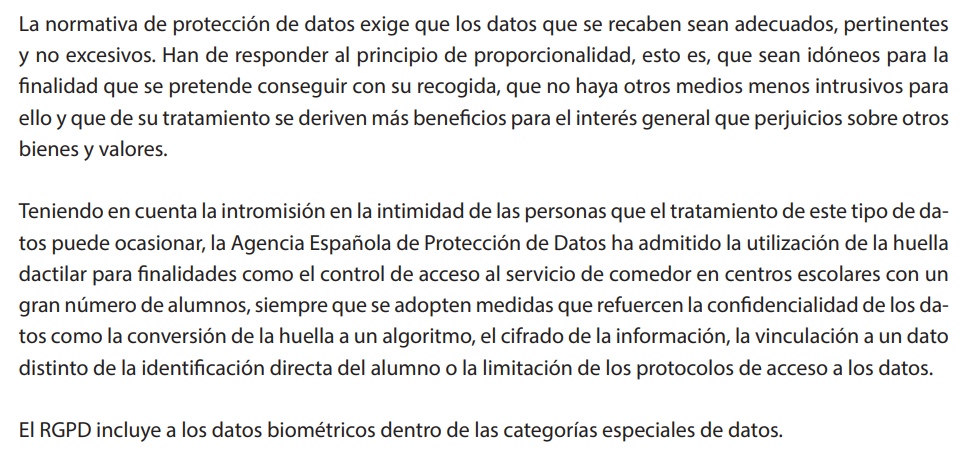 La normativa de protección de datos exige que los datos que se recaben sean adecuados, pertinentes
y no excesivos. Han de responder al principio de proporcionalidad, esto es, que sean idóneos para la
finalidad que se pretende conseguir con su recogida, que no haya otros medios menos intrusivos para
ello y que de su tratamiento se deriven más beneficios para el interés general que perjuicios sobre otros
bienes y valores.
Teniendo en cuenta la intromisión en la intimidad de las personas que el tratamiento de este tipo de da-
tos puede ocasionar, la Agencia Española de Protección de Datos ha admitido la utilización de la huella
dactilar para finalidades como el control de acceso al servicio de comedor en centros escolares con un
gran número de alumnos, siempre que se adopten medidas que refuercen la confidencialidad de los da-
tos como la conversión de la huella a un algoritmo, el cifrado de la información, la vinculación a un dato
distinto de la identificación directa del alumno o la limitación de los protocolos de acceso a los datos.
El RGPD incluye a los datos biométricos dentro de las categorías especiales de datos.